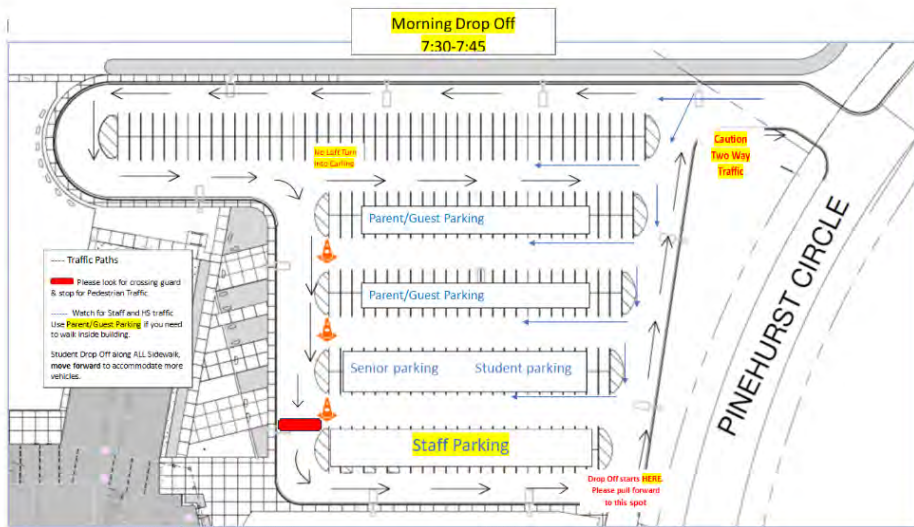 Morning Drop Off
7:30-7:45
No Left Turn
Into Carline
Caution
Two Way
Traffic
Parent/Guest Parking
PINEHURST CIRCLE
Traffic Paths
Please look for crossing guard
& stop for Pedestrian Traffic
Watch for Staff and HS traffic
Use Parent/Guest Parking if you need
to walk inside building.
Student Drop Off along ALL Sidewalk,
move forward to accommodate more
vehicles.
Parent/Guest Parking
Senior parking Student parking
Staff Parking
Drop Off starts HERE.
Please pull forward
to this spot